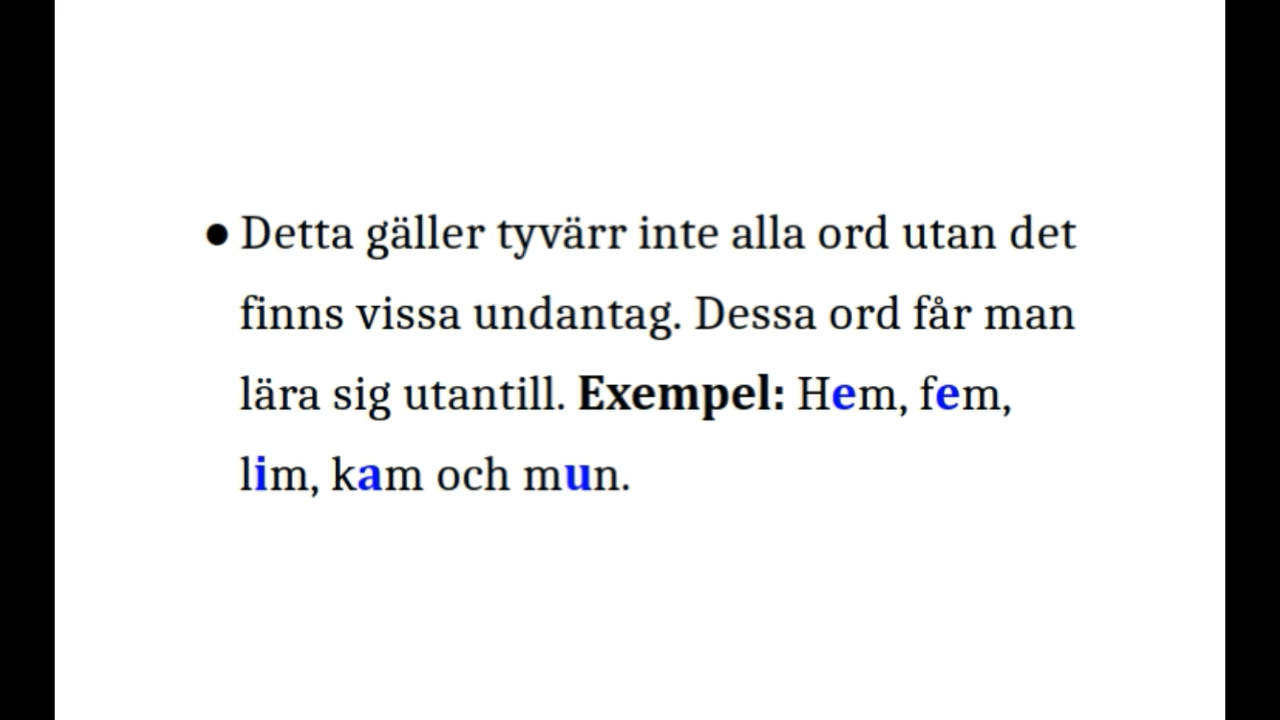 ● Detta gäller tyvärr inte alla ord utan det
finns vissa undantag. Dessa ord får man
lära sig utantill. Exempel: Hem, fem,
lim, kam och mun.